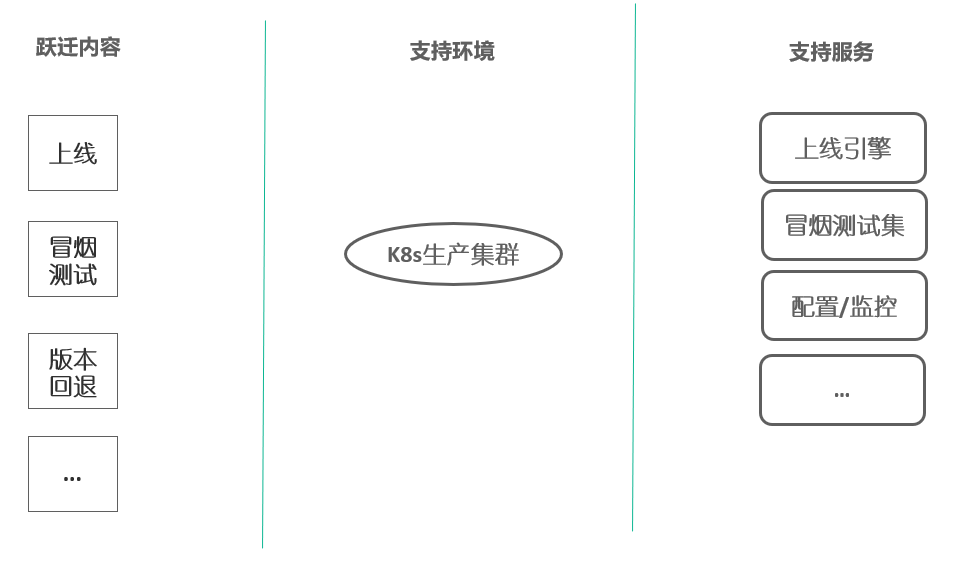 跃迁内容
支持环境
支持服务
上线
冒烟
测试
版本
回退
...
K8s生产集群
上线引擎
冒烟测试集
配置/监控
...